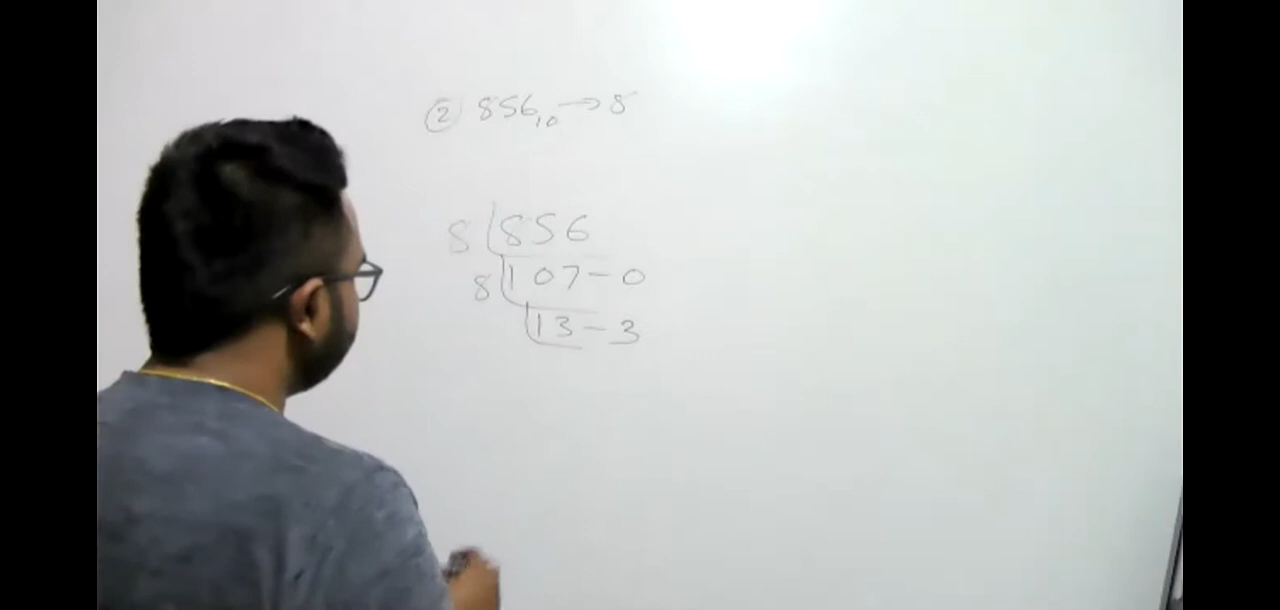 ② 856₁₀ → 8
8 856
8 107 - 0
13 - 3